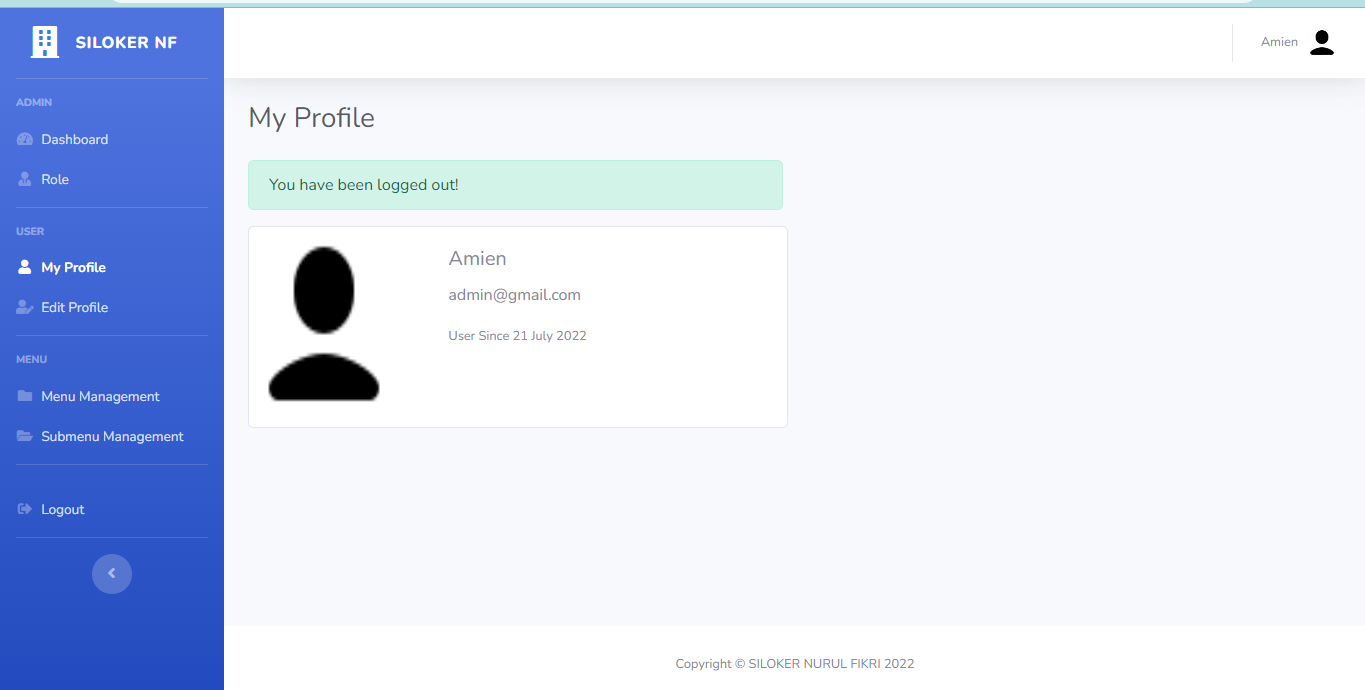 SILOKER NF
ADMIN
Dashboard
Role
USER
My Profile
Edit Profile
MENU
Menu Management
Submenu Management
Logout
Amien
My Profile
You have been logged out!
Amien
admin@gmail.com
User Since 21 July 2022
Copyright © SILOKER NURUL FIKRI 2022